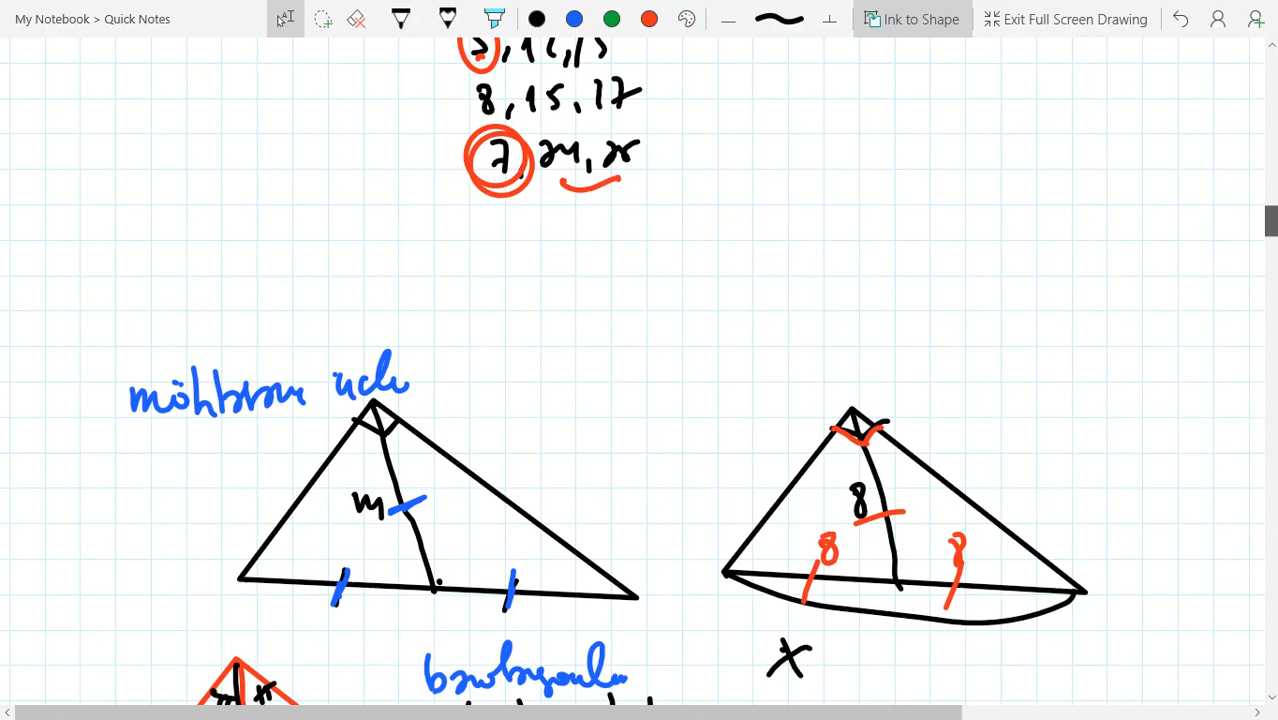 My Notebook > Quick Notes
Ink to Shape
Exit Full Screen Drawing
8, 15, 17
7, 24, 25
möhtərəm
m
8
8
8
x